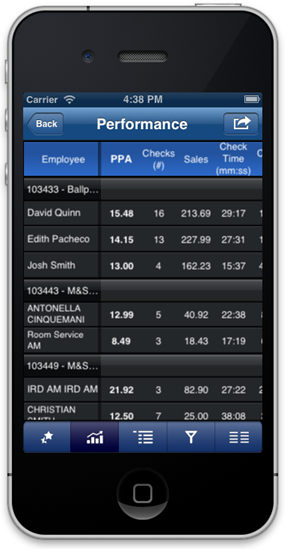 Carrier 4:38 PM
Back Performance
Employee PPA Checks (#) Sales Check Time (mm:ss) C
103433 - Ballp...
David Quinn 15.48 16 213.69 29:17 1
Edith Pacheco 14.15 13 227.99 27:31 1
Josh Smith 13.00 4 162.23 15:37 4
103443 - M&S...
ANTONELLA CINQUEMANI 12.99 5 40.92 22:38
Room Service AM 8.49 3 18.43 17:19
103449 - M&S...
IRD AM IRD AM 21.92 3 82.90 27:22 2
CHRISTIAN SMITH 12.50 7 25.00 38:08